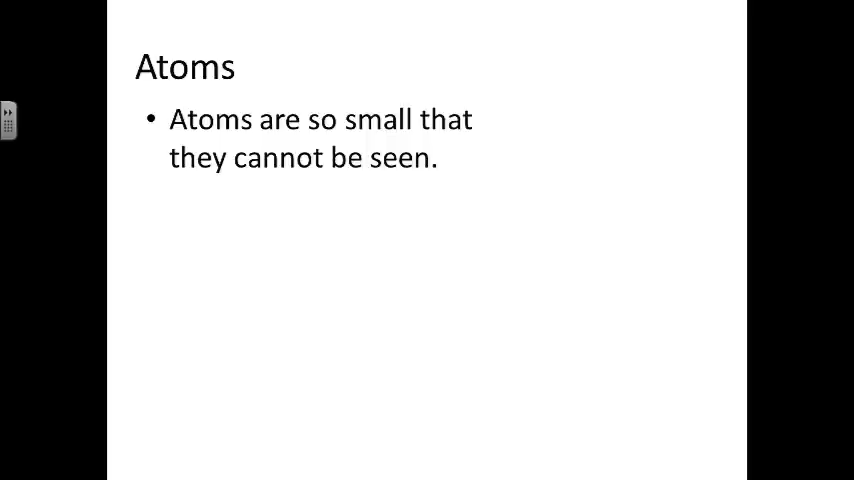 Atoms
• Atoms are so small that
they cannot be seen.